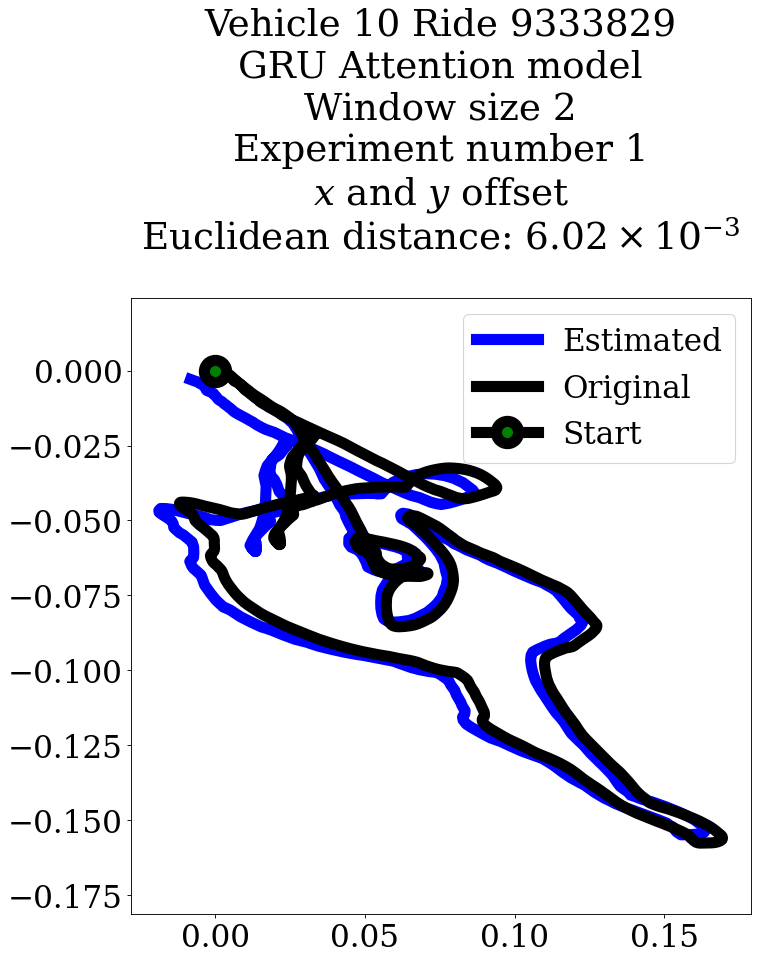 Vehicle 10 Ride 9333829
GRU Attention model
Window size 2
Experiment number 1
x and y offset
Euclidean distance: 6.02 × 10⁻³
Estimated
Original
Start
0.000
−0.025
−0.050
−0.075
−0.100
−0.125
−0.150
−0.175
0.00 0.05 0.10 0.15